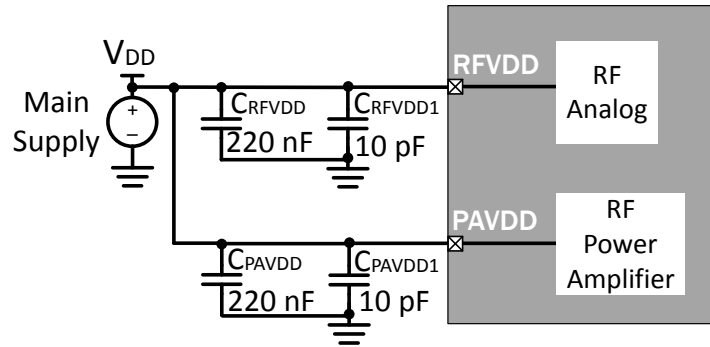 VDD
Main
Supply
+
–
CRFVDD
220 nF
CRFVDD1
10 pF
RFVDD
RF
Analog
CPAVDD
220 nF
CPAVDD1
10 pF
PAVDD
RF
Power
Amplifier